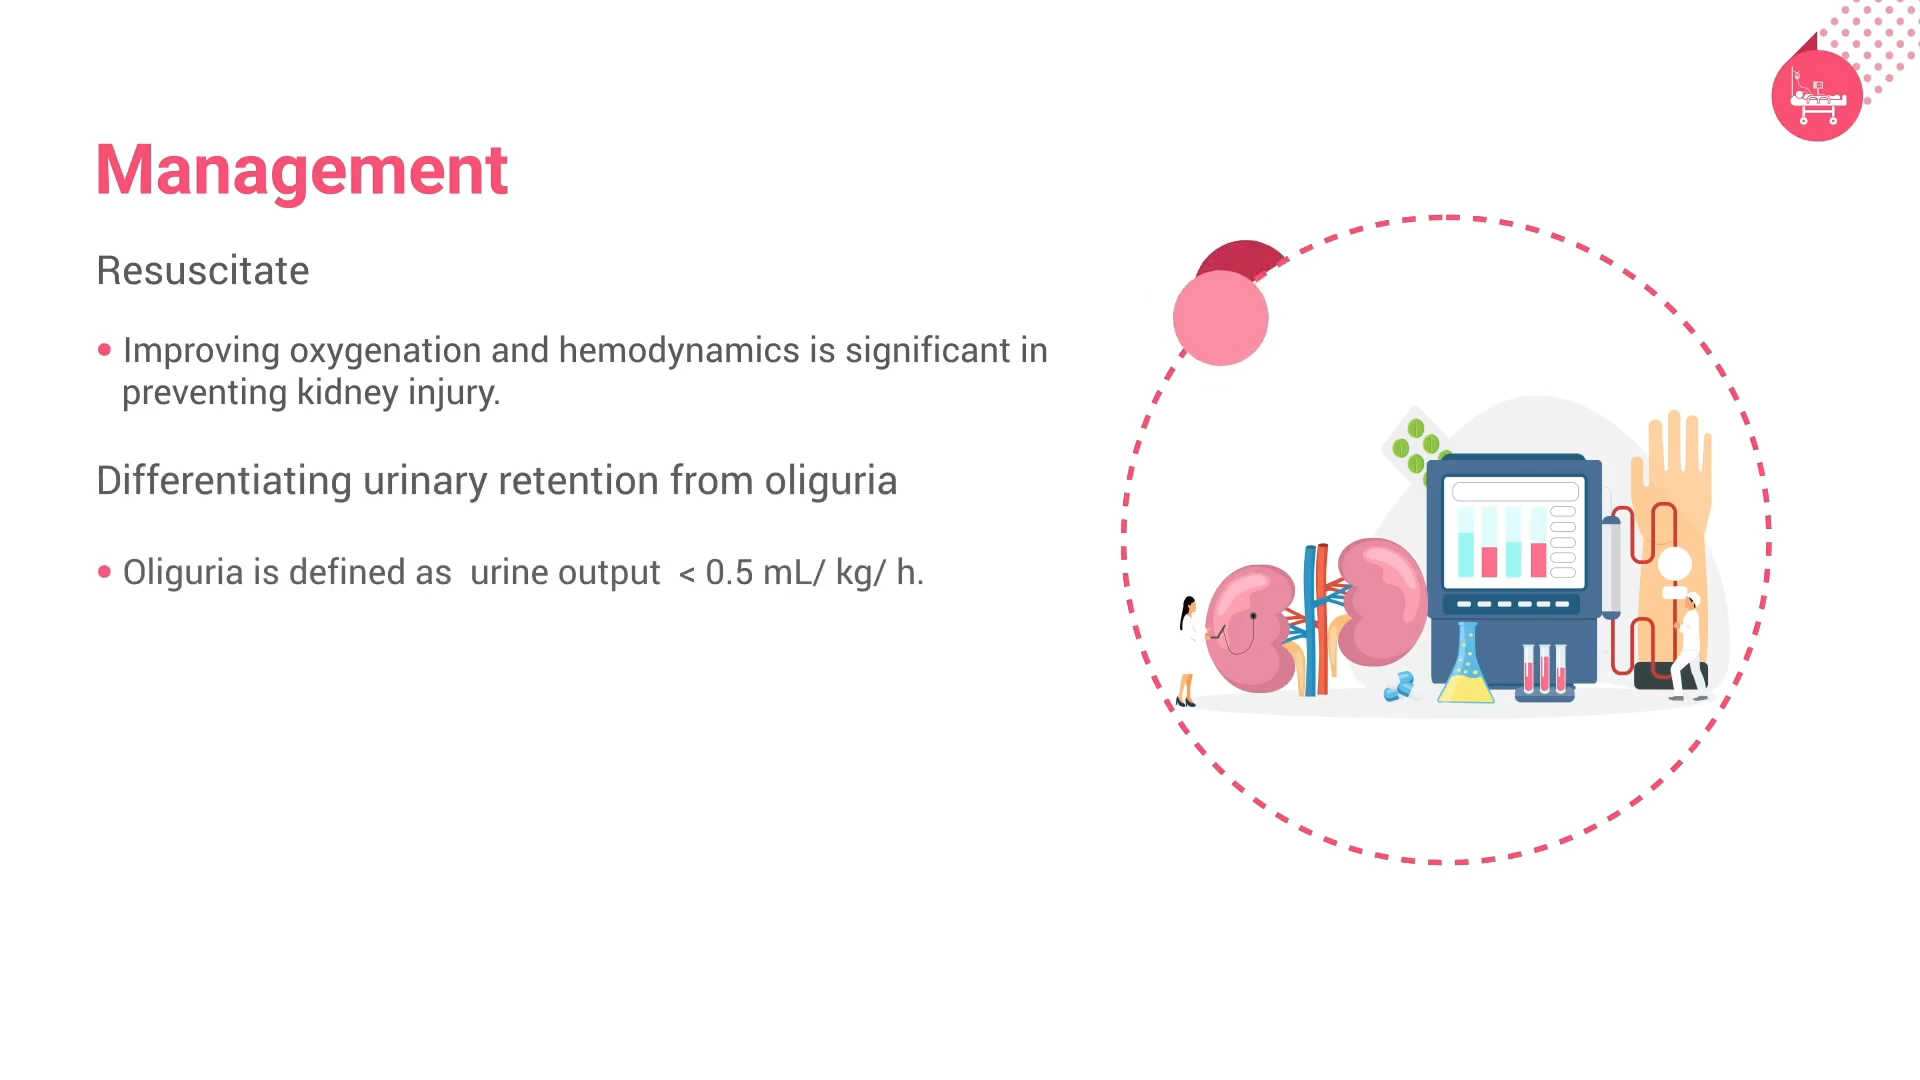 Management
Resuscitate
• Improving oxygenation and hemodynamics is significant in
preventing kidney injury.
Differentiating urinary retention from oliguria
• Oliguria is defined as  urine output  < 0.5 mL/ kg/ h.